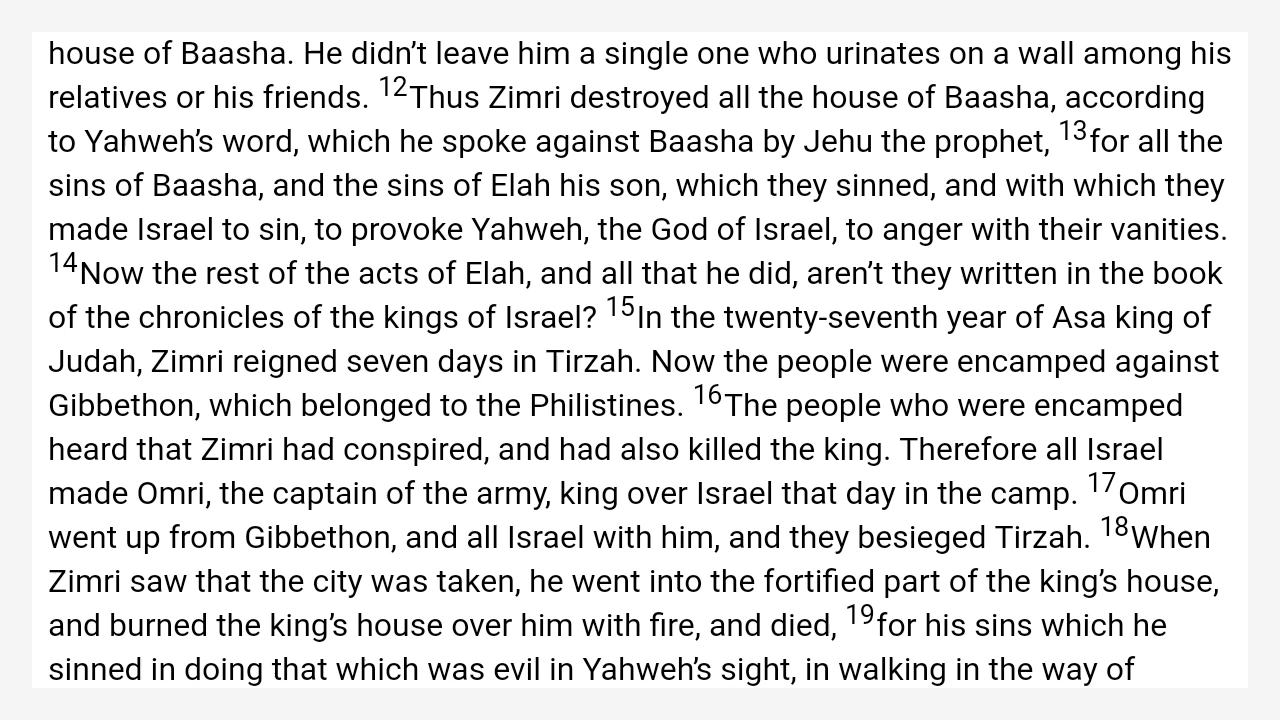 house of Baasha. He didn’t leave him a single one who urinates on a wall among his
relatives or his friends. 12Thus Zimri destroyed all the house of Baasha, according
to Yahweh’s word, which he spoke against Baasha by Jehu the prophet, 13for all the
sins of Baasha, and the sins of Elah his son, which they sinned, and with which they
made Israel to sin, to provoke Yahweh, the God of Israel, to anger with their vanities.
14Now the rest of the acts of Elah, and all that he did, aren’t they written in the book
of the chronicles of the kings of Israel? 15In the twenty-seventh year of Asa king of
Judah, Zimri reigned seven days in Tirzah. Now the people were encamped against
Gibbethon, which belonged to the Philistines. 16The people who were encamped
heard that Zimri had conspired, and had also killed the king. Therefore all Israel
made Omri, the captain of the army, king over Israel that day in the camp. 17Omri
went up from Gibbethon, and all Israel with him, and they besieged Tirzah. 18When
Zimri saw that the city was taken, he went into the fortified part of the king’s house,
and burned the king’s house over him with fire, and died, 19for his sins which he
sinned in doing that which was evil in Yahweh’s sight, in walking in the way of